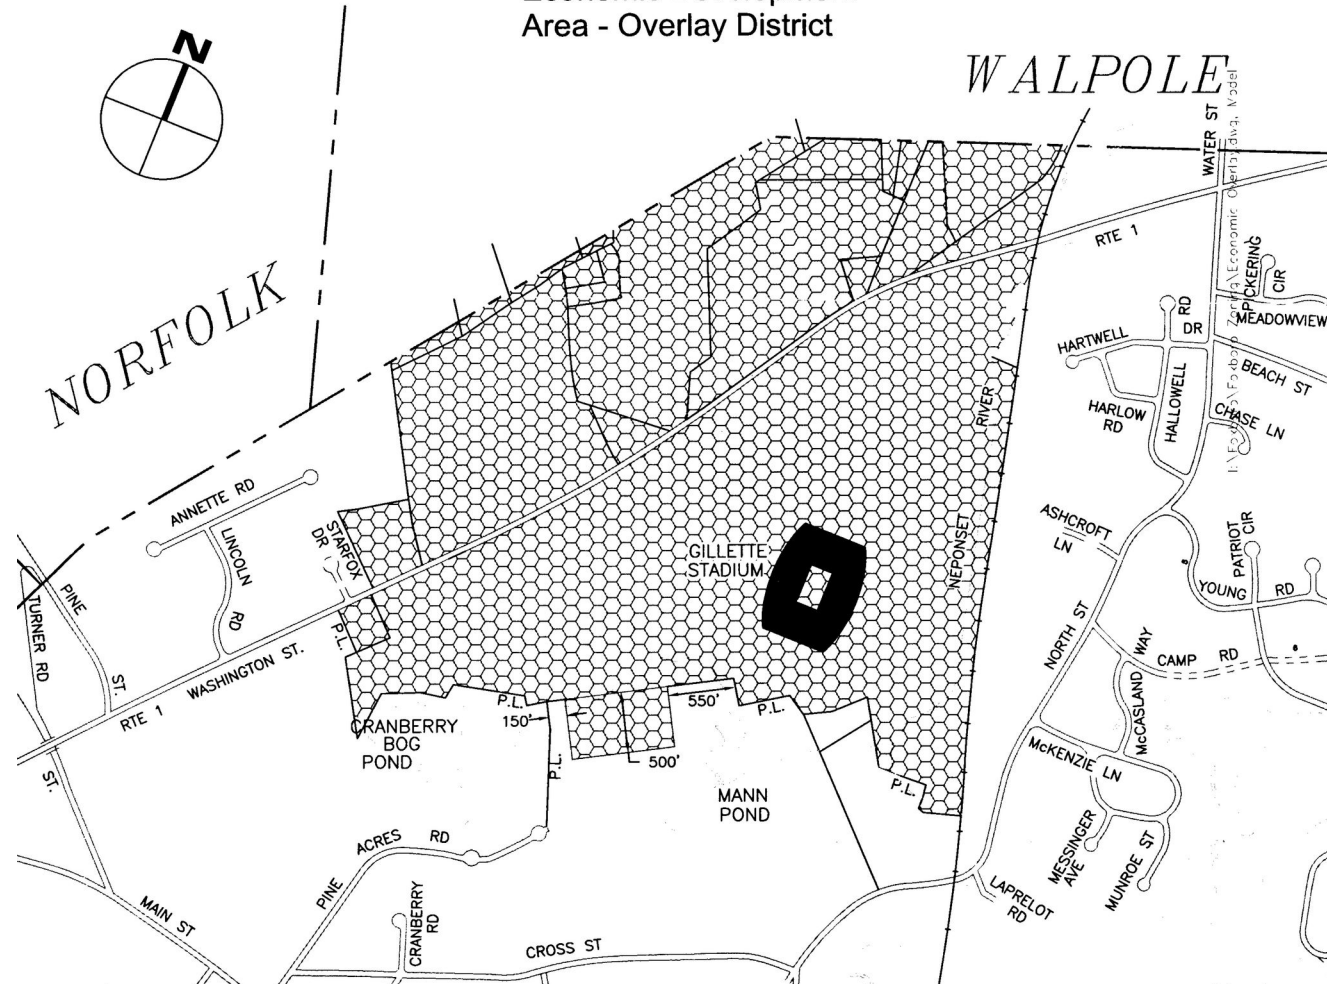 Area - Overlay District
N
WALPOLE
NORFOLK
WATER ST
RTE 1
PICKERING
CIR
MEADOWVIEW
RD
DR
HARTWELL
HALLOWELL
BEACH ST
HARLOW
RD
CHASE LN
RIVER
NEPONSET
ANNETTE RD
LINCOLN
RD
STARFOX
DR
ASHCROFT
LN
PATRIOT
CIR
YOUNG RD
GILLETTE
STADIUM
PINE
ST.
TURNER RD
P.L.
WASHINGTON ST.
RTE 1
NORTH ST
WAY
McCASLAND
CAMP RD
P.L.
150'
550'
P.L.
CRANBERRY
BOG
POND
P.L.
500'
ST.
McKENZIE LN
P.L.
MANN
POND
MESSINGER
AVE
MUNROE ST
ACRES RD
PINE
LAPRELOT
RD
MAIN ST
CRANBERRY
RD
CROSS ST